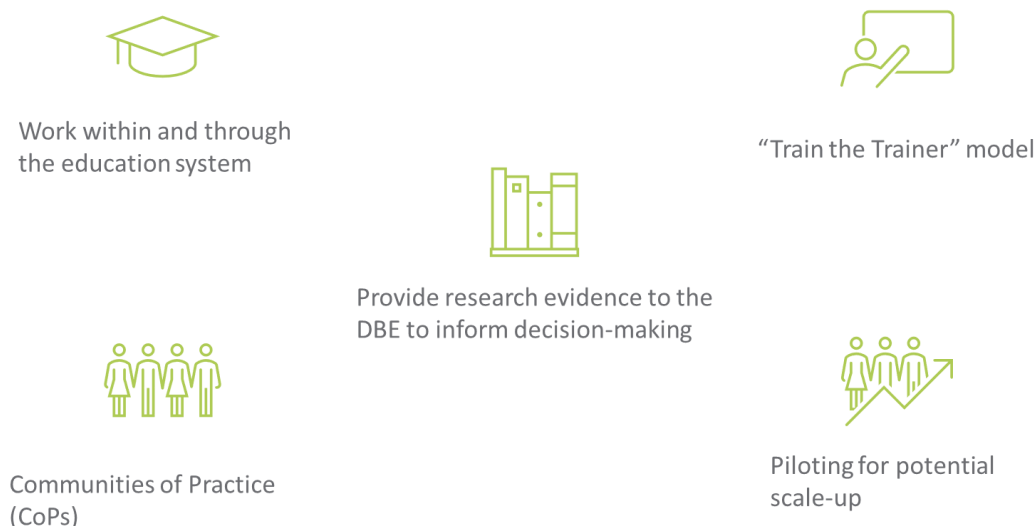 Work within and through
the education system
“Train the Trainer” model
Provide research evidence to the
DBE to inform decision-making
Communities of Practice
(CoPs)
Piloting for potential
scale-up